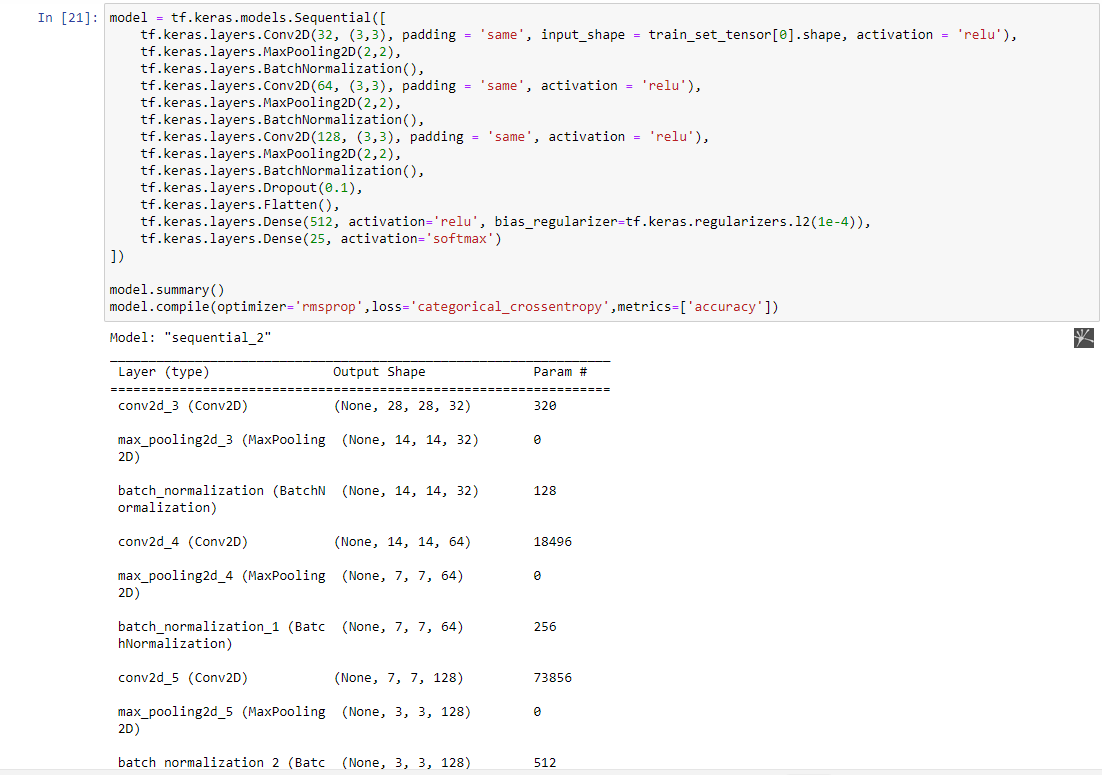 In [21]: model = tf.keras.models.Sequential([
    tf.keras.layers.Conv2D(32, (3,3), padding = 'same', input_shape = train_set_tensor[0].shape, activation = 'relu'),
    tf.keras.layers.MaxPooling2D(2,2),
    tf.keras.layers.BatchNormalization(),
    tf.keras.layers.Conv2D(64, (3,3), padding = 'same', activation = 'relu'),
    tf.keras.layers.MaxPooling2D(2,2),
    tf.keras.layers.BatchNormalization(),
    tf.keras.layers.Conv2D(128, (3,3), padding = 'same', activation = 'relu'),
    tf.keras.layers.MaxPooling2D(2,2),
    tf.keras.layers.BatchNormalization(),
    tf.keras.layers.Dropout(0.1),
    tf.keras.layers.Flatten(),
    tf.keras.layers.Dense(512, activation='relu', bias_regularizer=tf.keras.regularizers.l2(1e-4)),
    tf.keras.layers.Dense(25, activation='softmax')
])
model.summary()
model.compile(optimizer='rmsprop',loss='categorical_crossentropy',metrics=['accuracy'])
Model: "sequential_2"
Layer (type) Output Shape Param #
conv2d_3 (Conv2D) (None, 28, 28, 32) 320
max_pooling2d_3 (MaxPooling (None, 14, 14, 32) 0
2D)
batch_normalization (BatchN (None, 14, 14, 32) 128
ormalization)
conv2d_4 (Conv2D) (None, 14, 14, 64) 18496
max_pooling2d_4 (MaxPooling (None, 7, 7, 64) 0
2D)
batch_normalization_1 (Batc (None, 7, 7, 64) 256
hNormalization)
conv2d_5 (Conv2D) (None, 7, 7, 128) 73856
max_pooling2d_5 (MaxPooling (None, 3, 3, 128) 0
2D)
batch_normalization_2 (Batc (None, 3, 3, 128) 512